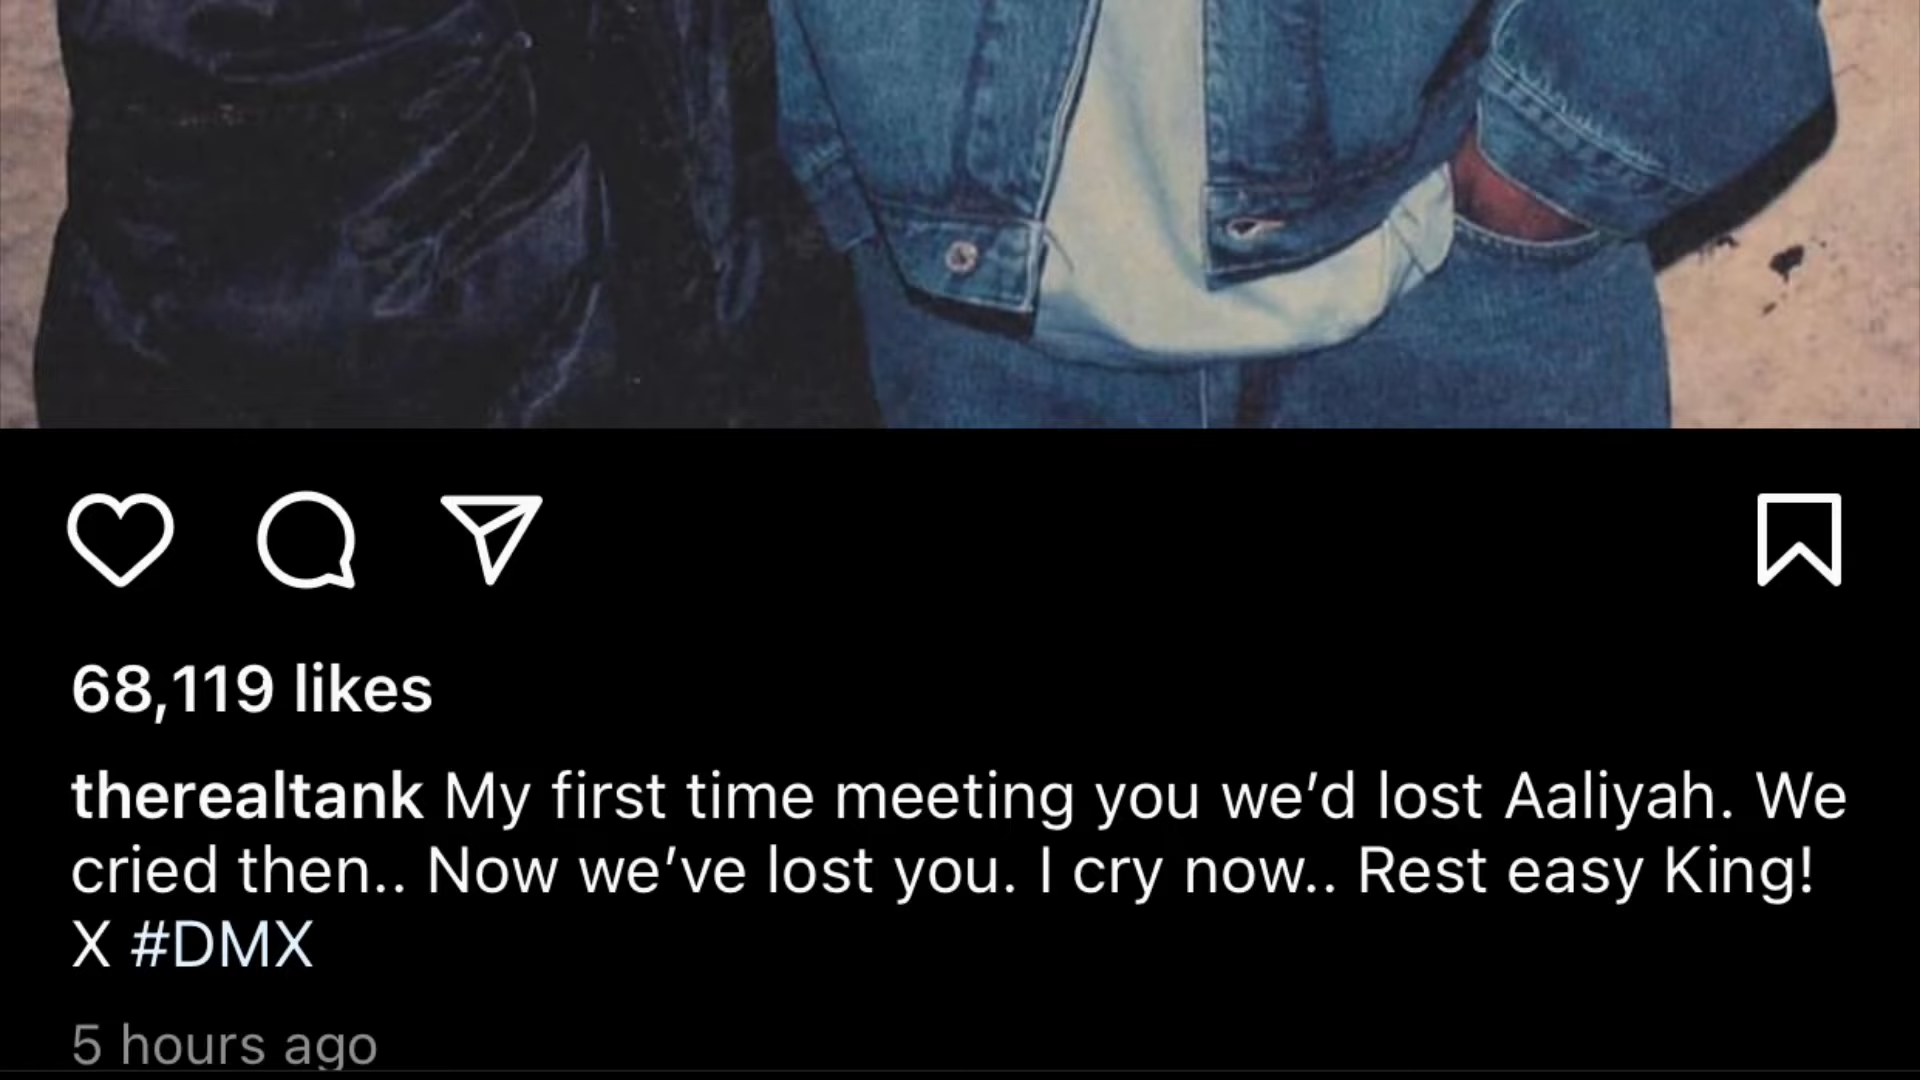 68,119 likes
therealtank My first time meeting you we’d lost Aaliyah. We
cried then.. Now we’ve lost you. I cry now.. Rest easy King!
X #DMX
5 hours ago